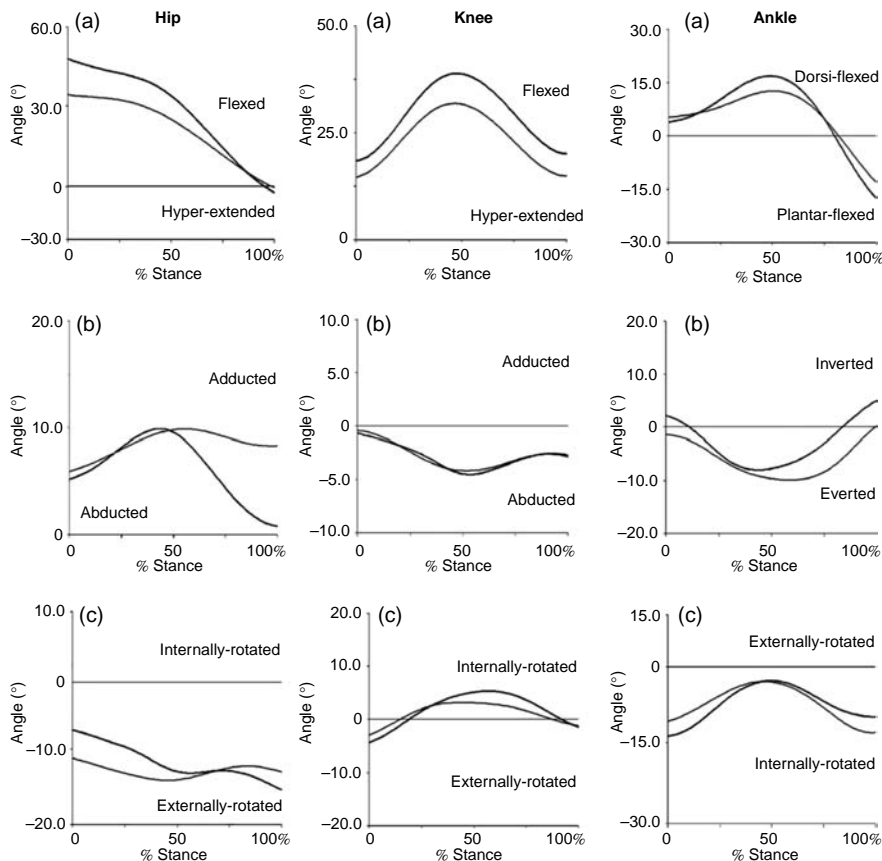 Hip
(a)
60.0
30.0
0
–30.0
Angle (°)
Flexed
Hyper-extended
0
50
100%
% Stance
Knee
(a)
50.0
25.0
0
Angle (°)
Flexed
Hyper-extended
0
50
100%
% Stance
Ankle
(a)
30.0
15.0
0
–15.0
–30.0
Angle (°)
Dorsi-flexed
Plantar-flexed
0
50
100%
% Stance
(b)
20.0
10.0
0
Angle (°)
Adducted
Abducted
0
50
100%
% Stance
(b)
10.0
5.0
0
–5.0
–10.0
Angle (°)
Adducted
Abducted
0
50
100%
% Stance
(b)
20.0
10.0
0
–10.0
–20.0
Angle (°)
Inverted
Everted
0
50
100%
% Stance
(c)
10.0
0
–10.0
–20.0
Angle (°)
Internally-rotated
Externally-rotated
0
50
100%
% Stance
(c)
20.0
10.0
0
–10.0
–20.0
Angle (°)
Internally-rotated
Externally-rotated
0
50
100%
% Stance
(c)
15.0
0
–15.0
–30.0
Angle (°)
Externally-rotated
Internally-rotated
0
50
100%
% Stance